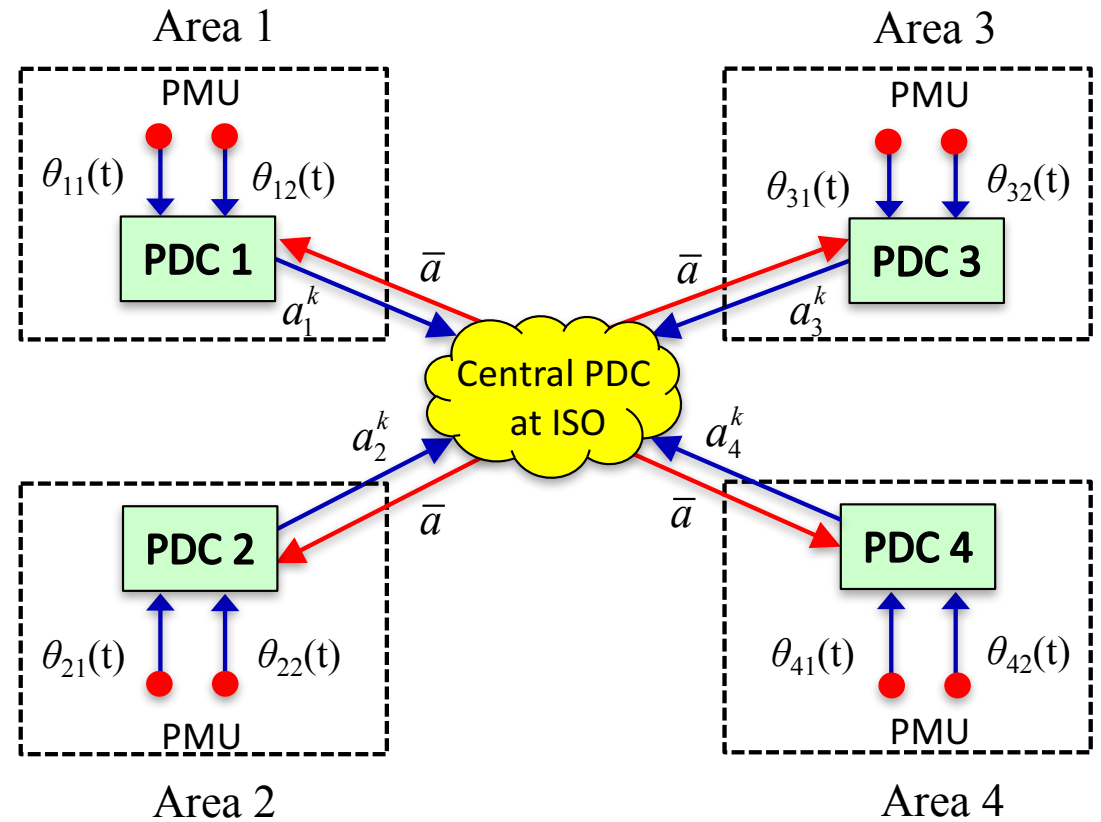 Area 1
Area 3
PMU
PMU
θ₁₁(t)
θ₁₂(t)
θ₃₁(t)
θ₃₂(t)
PDC 1
PDC 3
a̅
a̅
a₁ᵏ
a₃ᵏ
Central PDC
at ISO
a₂ᵏ
a₄ᵏ
a̅
a̅
PDC 2
PDC 4
θ₂₁(t)
θ₂₂(t)
θ₄₁(t)
θ₄₂(t)
PMU
PMU
Area 2
Area 4